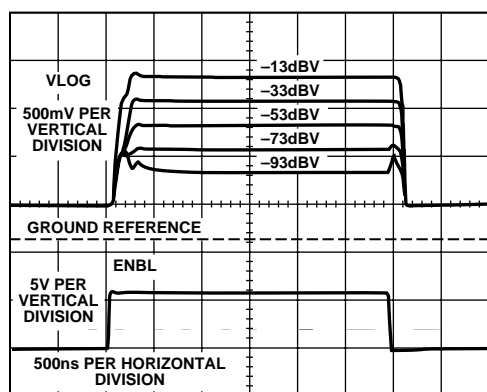 –13dBV
VLOG
–33dBV
500mV PER
VERTICAL
DIVISION
–53dBV
–73dBV
–93dBV
GROUND REFERENCE
ENBL
5V PER
VERTICAL
DIVISION
500ns PER HORIZONTAL
DIVISION